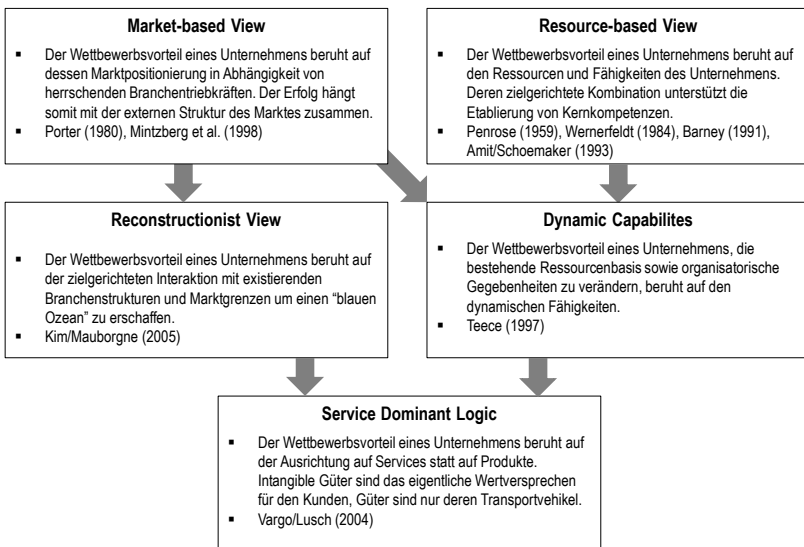 Market-based View
▪ Der Wettbewerbsvorteil eines Unternehmens beruht auf
dessen Marktpositionierung in Abhängigkeit von
herrschenden Branchentriebkräften. Der Erfolg hängt
somit mit der externen Struktur des Marktes zusammen.
▪ Porter (1980), Mintzberg et al. (1998)
Resource-based View
▪ Der Wettbewerbsvorteil eines Unternehmens beruht auf
den Ressourcen und Fähigkeiten des Unternehmens.
Deren zielgerichtete Kombination unterstützt die
Etablierung von Kernkompetenzen.
▪ Penrose (1959), Wernerfeldt (1984), Barney (1991),
Amit/Schoemaker (1993)
Reconstructionist View
▪ Der Wettbewerbsvorteil eines Unternehmens beruht auf
der zielgerichteten Interaktion mit existierenden
Branchenstrukturen und Marktgrenzen um einen “blauen
Ozean” zu erschaffen.
▪ Kim/Mauborgne (2005)
Dynamic Capabilites
▪ Der Wettbewerbsvorteil eines Unternehmens, die
bestehende Ressourcenbasis sowie organisatorische
Gegebenheiten zu verändern, beruht auf den
dynamischen Fähigkeiten.
▪ Teece (1997)
Service Dominant Logic
▪ Der Wettbewerbsvorteil eines Unternehmens beruht auf
der Ausrichtung auf Services statt auf Produkte.
Intangible Güter sind das eigentliche Wertversprechen
für den Kunden, Güter sind nur deren Transportvehikel.
▪ Vargo/Lusch (2004)